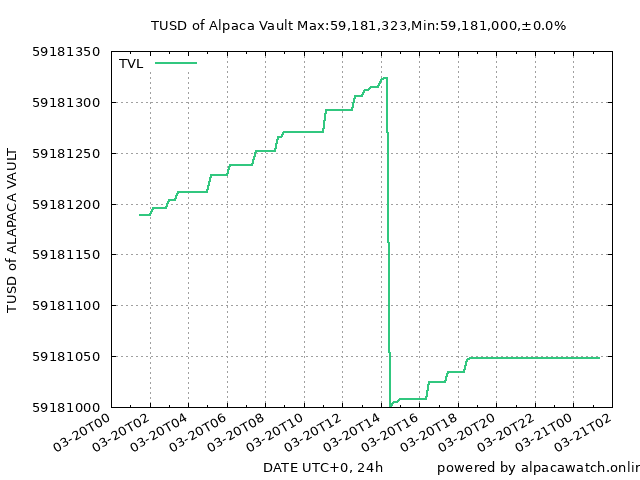 TUSD of Alpaca Vault Max:59,181,323,Min:59,181,000,±0.0%
TVL
59181350
59181300
59181250
59181200
59181150
59181100
59181050
59181000
TUSD of ALAPACA VAULT
03-20T00
03-20T02
03-20T04
03-20T06
03-20T08
03-20T10
03-20T12
03-20T14
03-20T16
03-20T18
03-20T20
03-20T22
03-21T00
03-21T02
DATE UTC+0, 24h
powered by alpacawatch.onlin